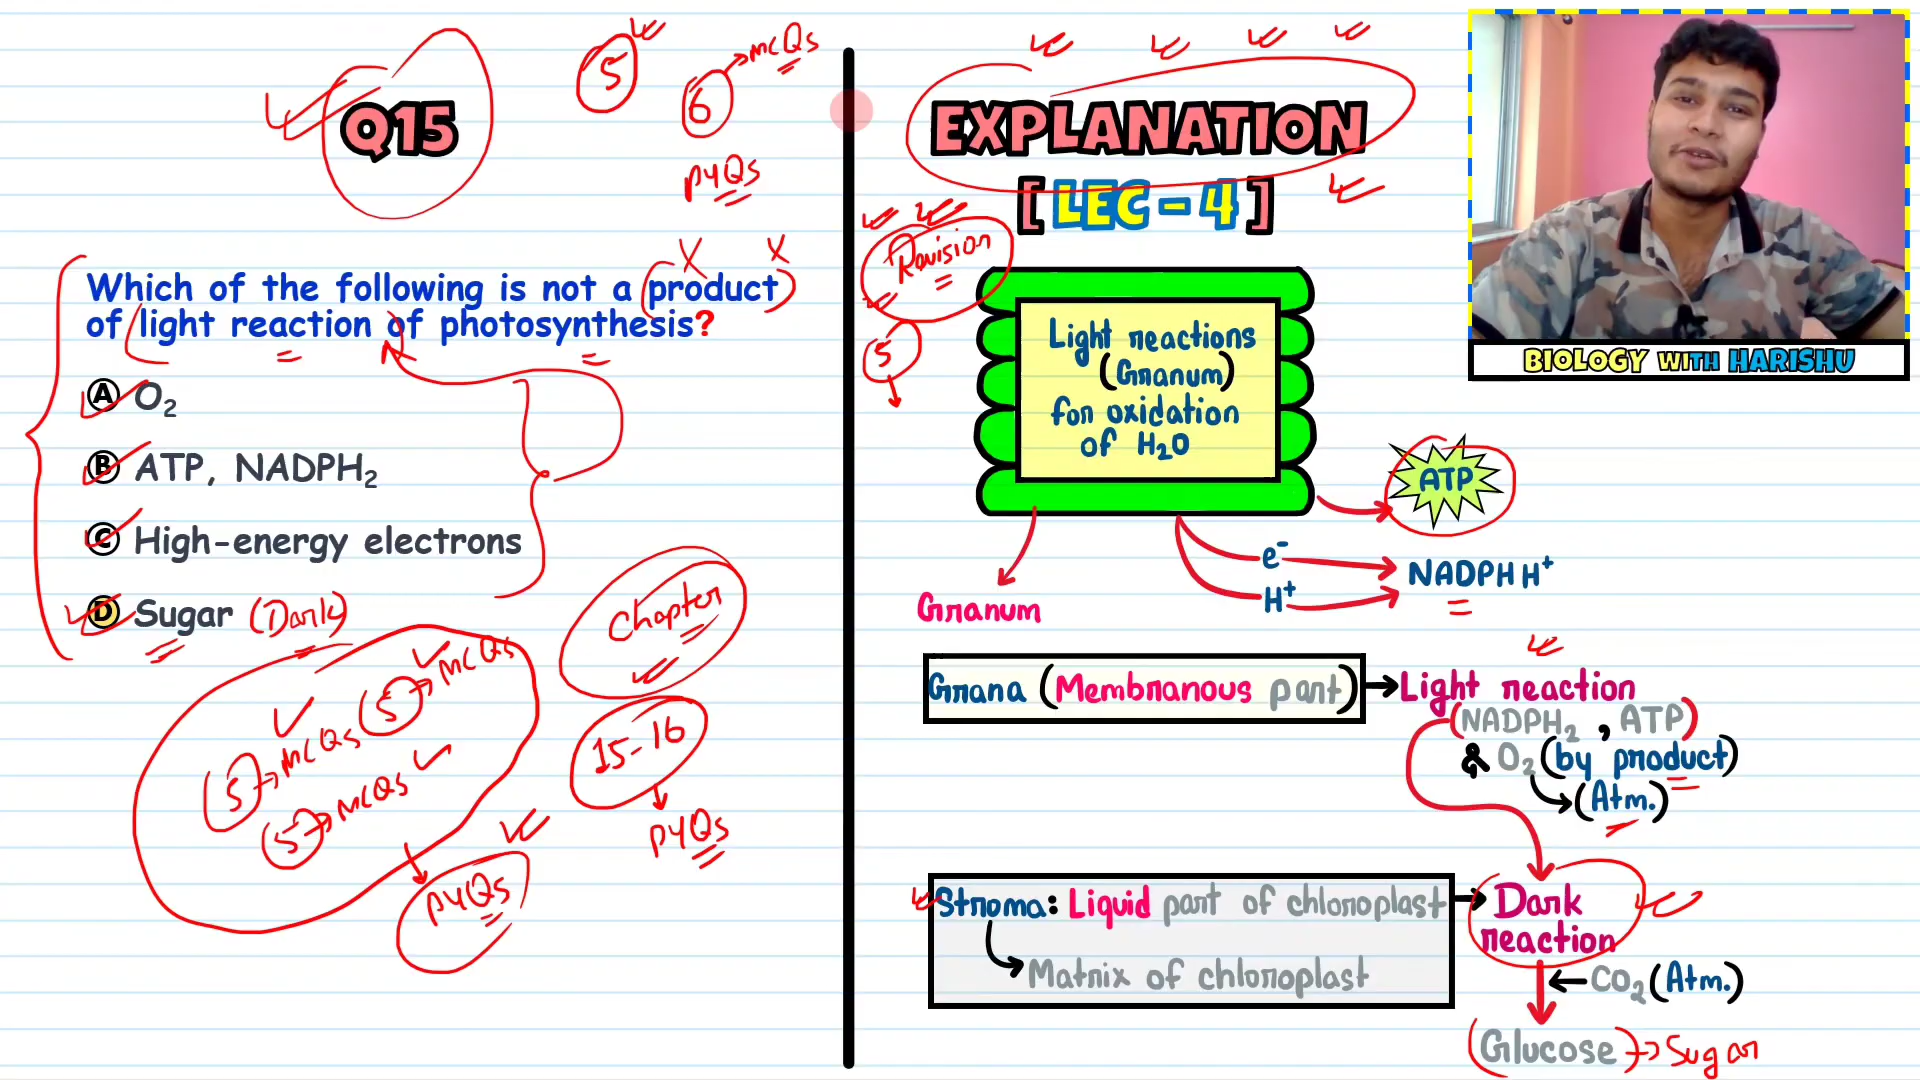 Q15
5
6 → MCQs
PYQs
Which of the following is not a product
of light reaction of photosynthesis?
A O₂
B ATP, NADPH₂
C High-energy electrons
D Sugar (Dark)
5 → MCQs
5 → MCQs
5 → MCQs
PYQs
Chapter
15-16
PYQs
EXPLANATION
[LEC-4]
Revision
5
Light reactions
(Granum)
for oxidation
of H₂O
ATP
e⁻
H⁺
NADPH H⁺
Granum
Grana (Membranous part) → Light reaction
(NADPH₂, ATP)
& O₂ (by product)
→ (Atm.)
Stroma: Liquid part of chloroplast → Dark
reaction
Matrix of chloroplast
← CO₂ (Atm.)
(Glucose) → Sugar
BIOLOGY WITH HARISHU